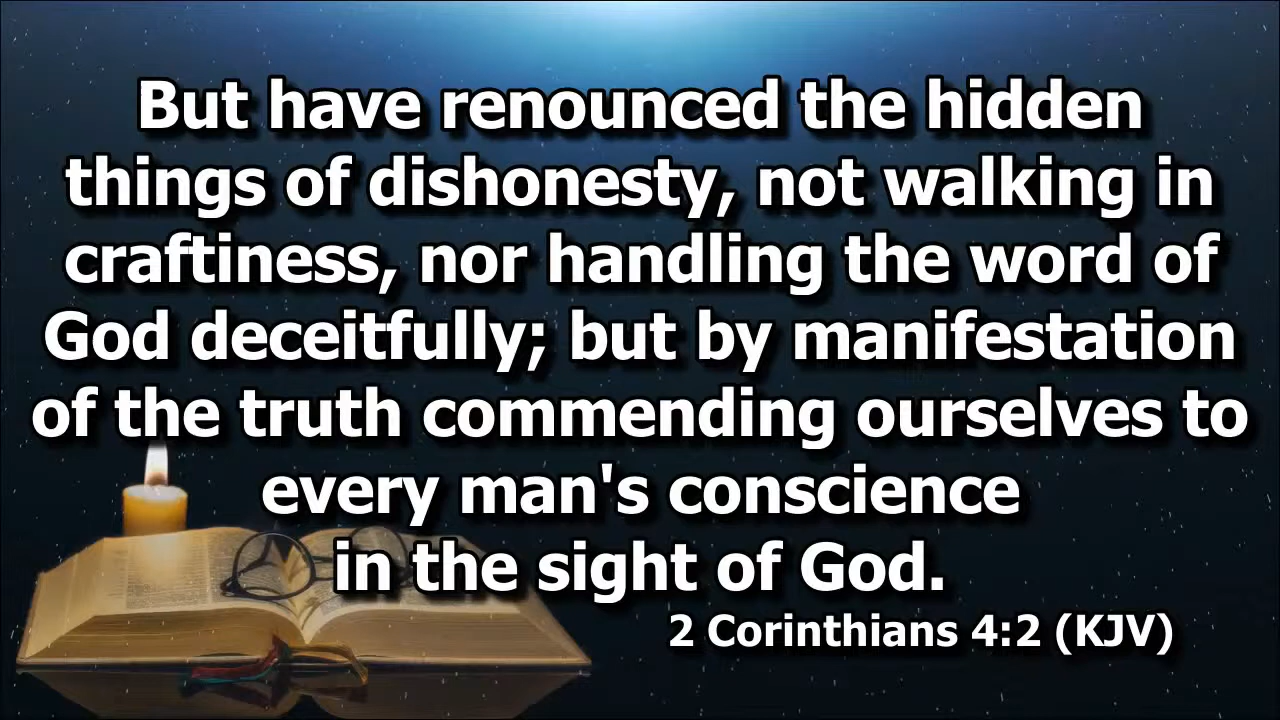 But have renounced the hidden
things of dishonesty, not walking in
craftiness, nor handling the word of
God deceitfully; but by manifestation
of the truth commending ourselves to
every man's conscience
in the sight of God.
2 Corinthians 4:2 (KJV)